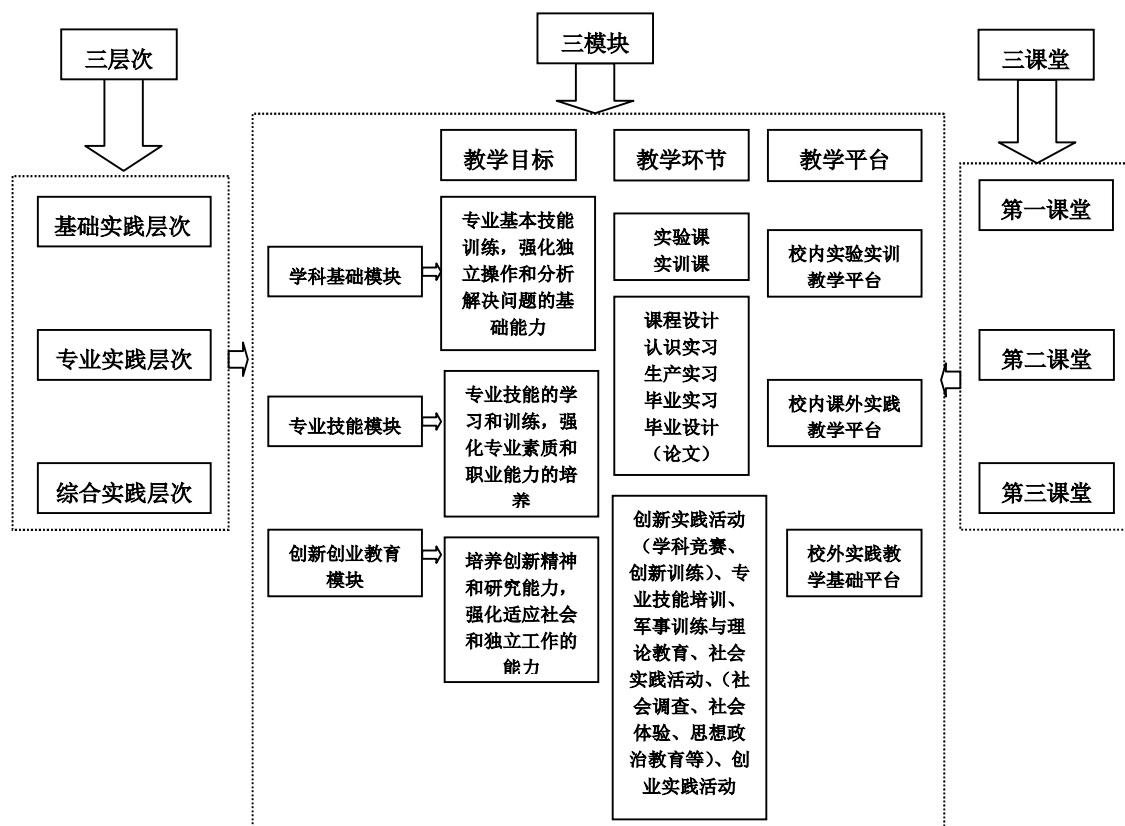 三层次
三模块
三课堂
教学目标
教学环节
教学平台
基础实践层次
专业实践层次
综合实践层次
学科基础模块
专业基本技能
训练，强化独
立操作和分析
解决问题的基
础能力
实验课
实训课
校内实验实训
教学平台
专业技能模块
专业技能的学
习和训练，强
化专业素质和
职业能力的培
养
课程设计
认识实习
生产实习
毕业实习
毕业设计
（论文）
校内课外实践
教学平台
创新创业教育
模块
培养创新精神
和研究能力，
强化适应社会
和独立工作的
能力
创新实践活动
（学科竞赛、
创新训练）、专
业技能培训、
军事训练与理
论教育、社会
实践活动、（社
会调查、社会
体验、思想政
治教育等）、创
业实践活动
校外实践教
学基础平台
第一课堂
第二课堂
第三课堂